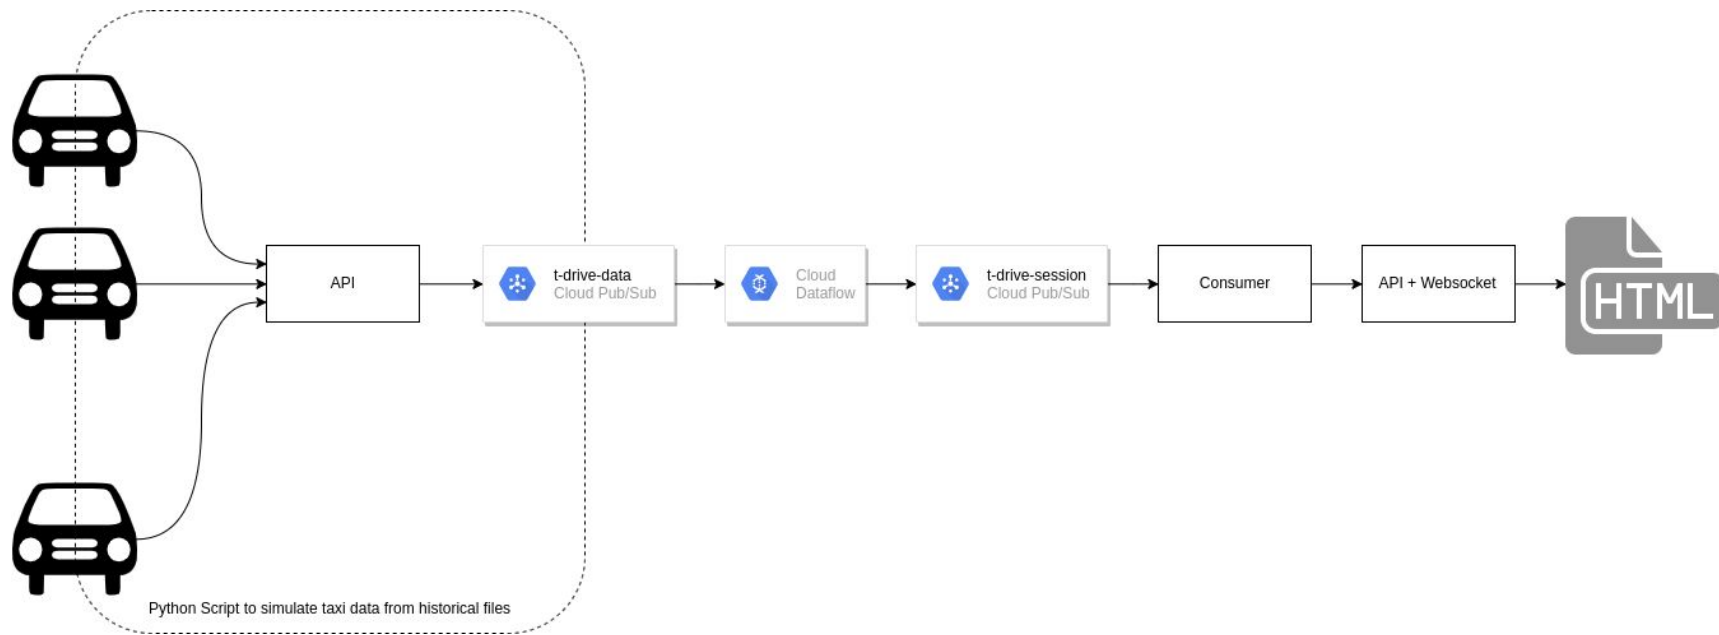 API
t-drive-data
Cloud Pub/Sub
Cloud
Dataflow
t-drive-session
Cloud Pub/Sub
Consumer
API + Websocket
HTML
Python Script to simulate taxi data from historical files